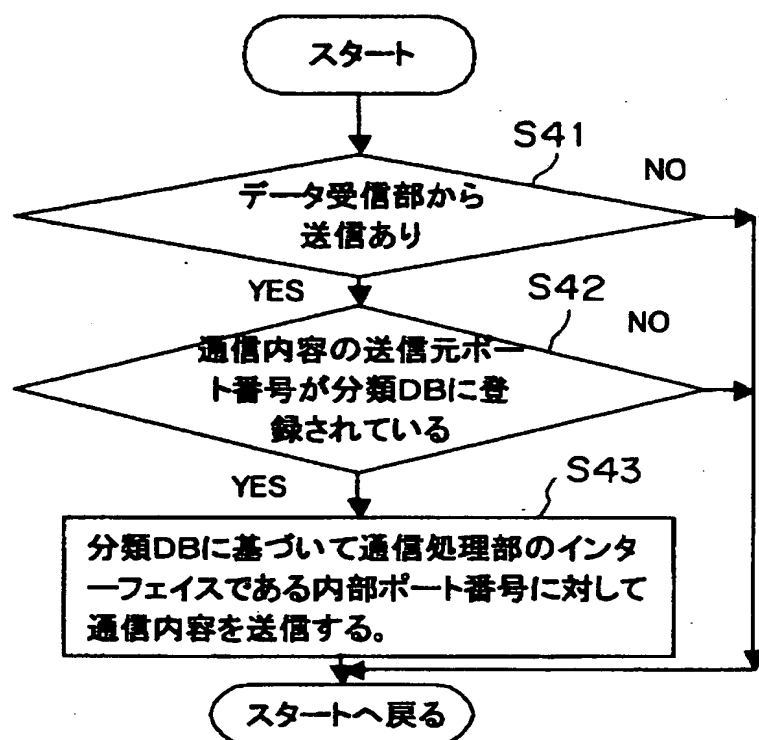 スタート
S41
NO
データ受信部から
送信あり
YES
S42
NO
通信内容の送信元ポー
ト番号が分類DBに登
録されている
YES
S43
分類DBに基づいて通信処理部のインタ
ーフェイスである内部ポート番号に対して
通信内容を送信する。
スタートへ戻る